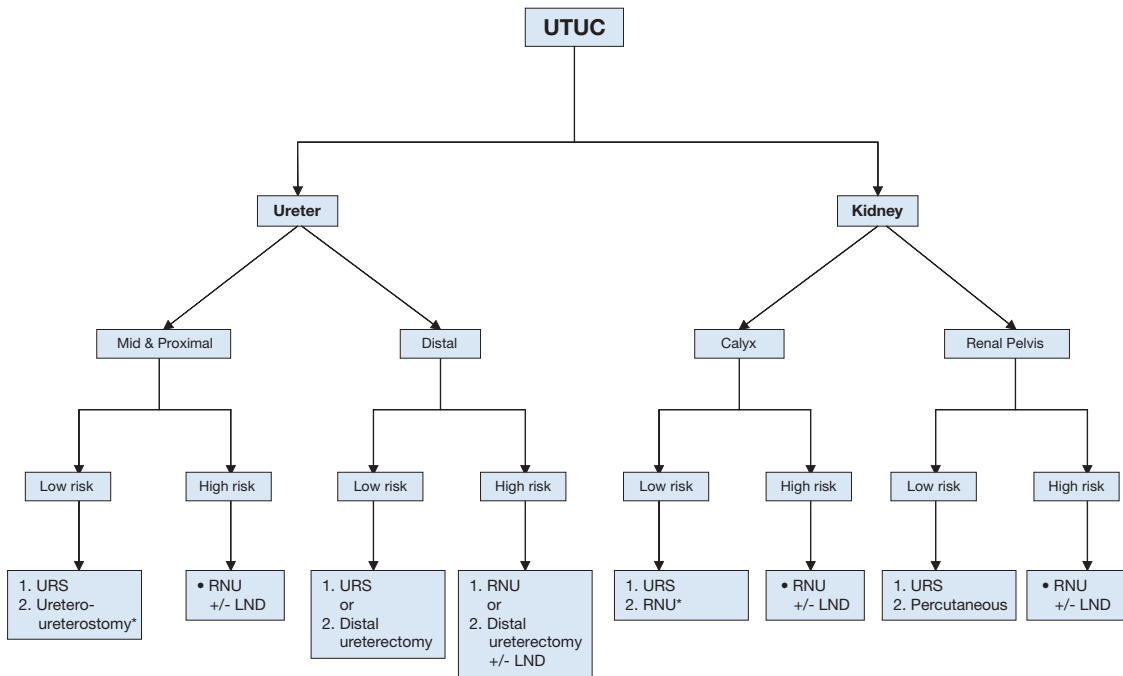 UTUC
Ureter
Kidney
Mid & Proximal
Distal
Calyx
Renal Pelvis
Low risk
High risk
Low risk
High risk
Low risk
High risk
Low risk
High risk
1. URS
2. Uretero-
ureterostomy*
• RNU
+/- LND
1. URS
or
2. Distal
ureterectomy
1. RNU
or
2. Distal
ureterectomy
+/- LND
1. URS
2. RNU*
• RNU
+/- LND
1. URS
2. Percutaneous
• RNU
+/- LND